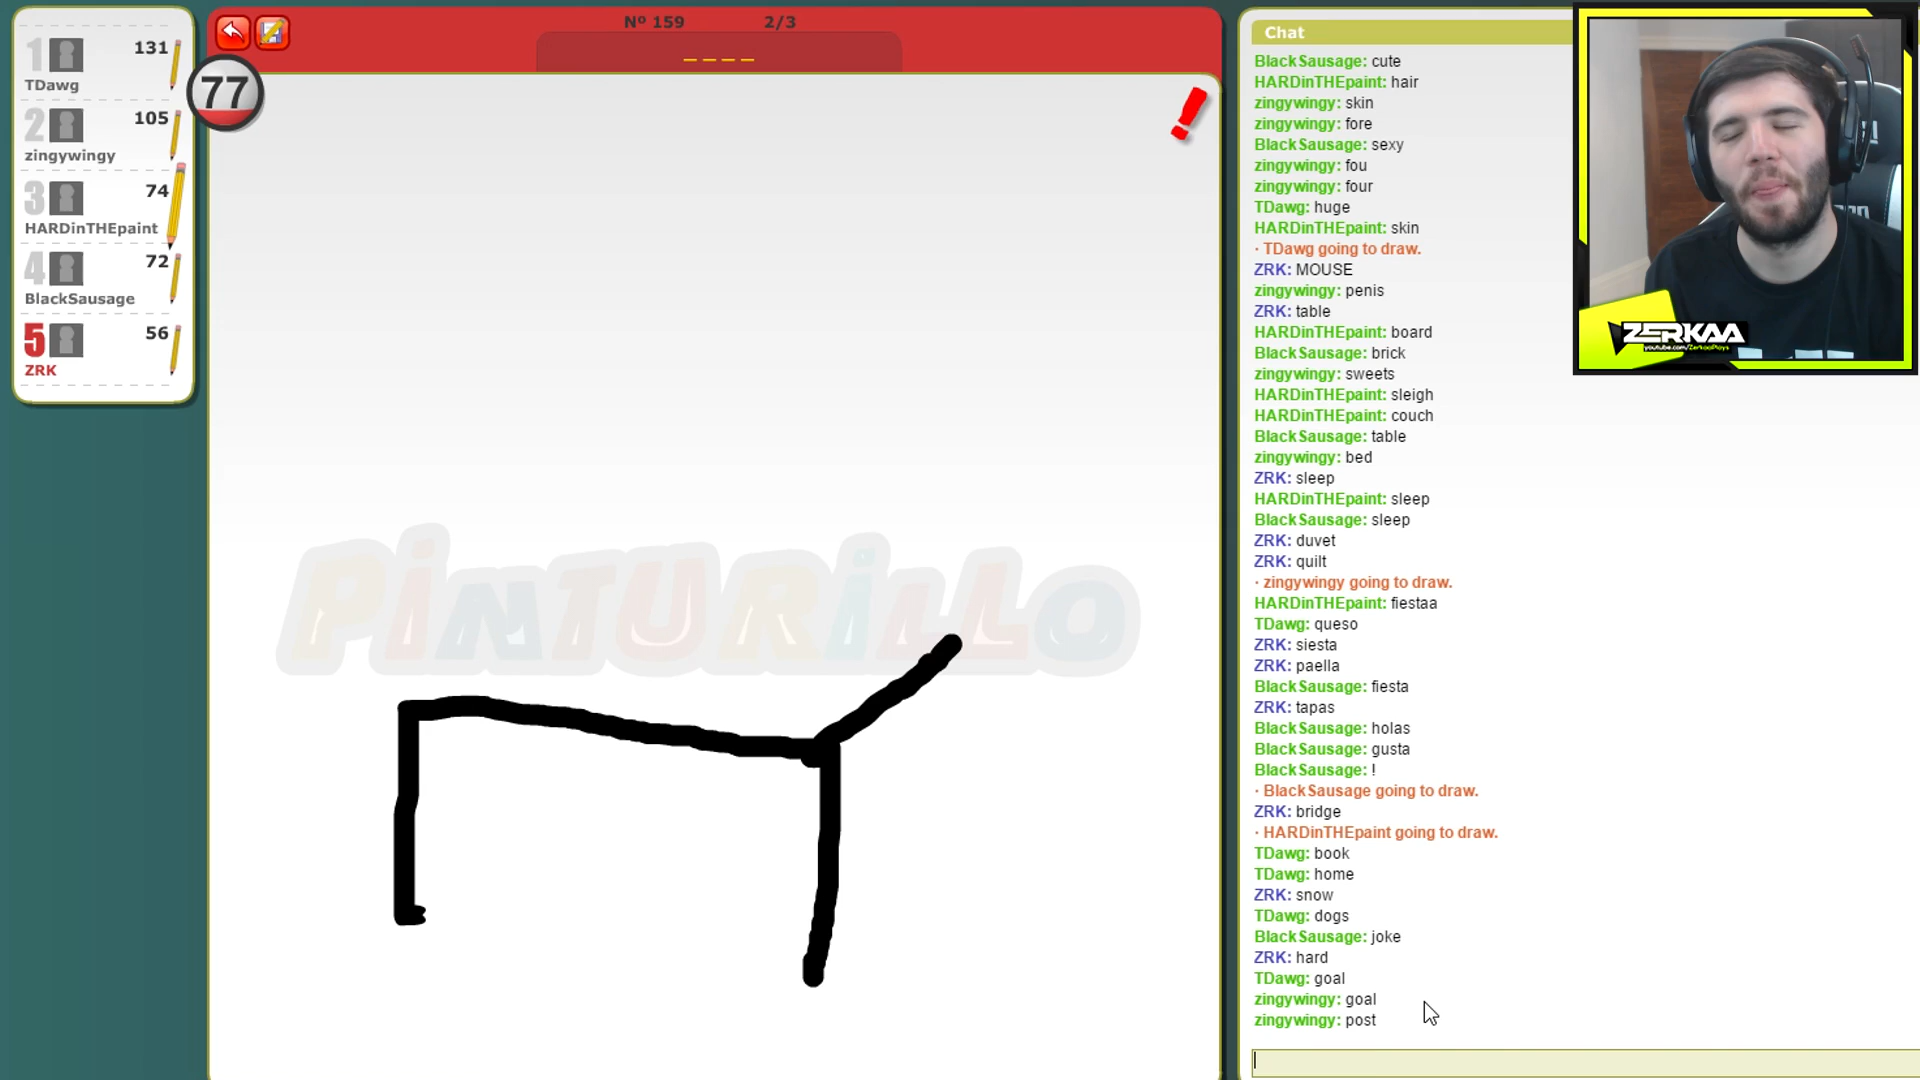 1
131
TDawg
2
105
zingywingy
3
74
HARDinTHEpaint
4
72
BlackSausage
5
56
ZRK
77
Nº 159 2/3
_ _ _ _
!
PiNTURiLLO
Chat
BlackSausage: cute
HARDinTHEpaint: hair
zingywingy: skin
zingywingy: fore
BlackSausage: sexy
zingywingy: fou
zingywingy: four
TDawg: huge
HARDinTHEpaint: skin
· TDawg going to draw.
ZRK: MOUSE
zingywingy: penis
ZRK: table
HARDinTHEpaint: board
BlackSausage: brick
zingywingy: sweets
HARDinTHEpaint: sleigh
HARDinTHEpaint: couch
BlackSausage: table
zingywingy: bed
ZRK: sleep
HARDinTHEpaint: sleep
BlackSausage: sleep
ZRK: duvet
ZRK: quilt
· zingywingy going to draw.
HARDinTHEpaint: fiestaa
TDawg: queso
ZRK: siesta
ZRK: paella
BlackSausage: fiesta
ZRK: tapas
BlackSausage: holas
BlackSausage: gusta
BlackSausage: !
· BlackSausage going to draw.
ZRK: bridge
· HARDinTHEpaint going to draw.
TDawg: book
TDawg: home
ZRK: snow
TDawg: dogs
BlackSausage: joke
ZRK: hard
TDawg: goal
zingywingy: goal
zingywingy: post
ZERKAA
youtube.com/ZerkaaPlays